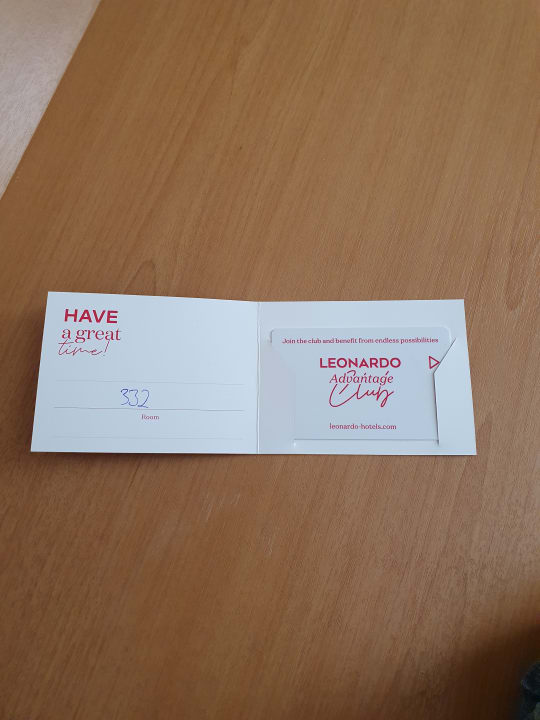 HAVE
a great
time!
332
Room
Join the club and benefit from endless possibilities
LEONARDO
Advantage
Club
leonardo-hotels.com